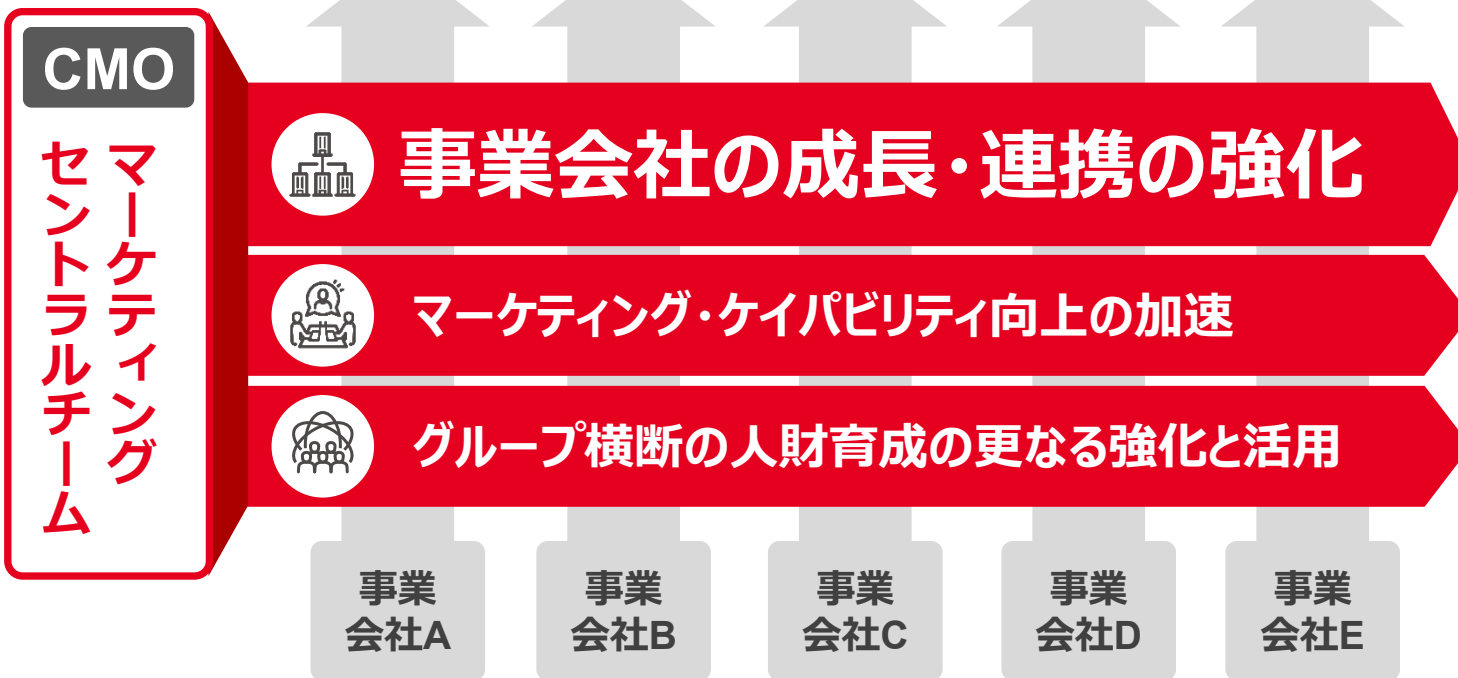 CMO
マーケティング
セントラルチーム
事業会社の成長・連携の強化
マーケティング・ケイパビリティ向上の加速
グループ横断の人財育成の更なる強化と活用
事業
会社A
事業
会社B
事業
会社C
事業
会社D
事業
会社E